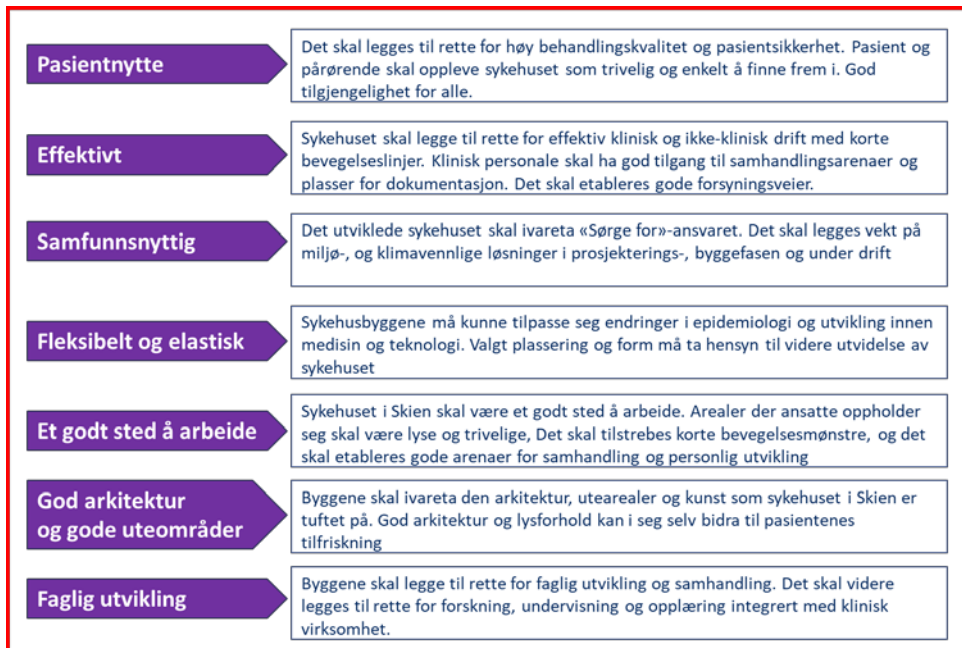 Pasientnytte
Det skal legges til rette for høy behandlingskvalitet og pasientsikkerhet. Pasient og
pårørende skal oppleve sykehuset som trivelig og enkelt å finne frem i. God
tilgjengelighet for alle.
Effektivt
Sykehuset skal legge til rette for effektiv klinisk og ikke-klinisk drift med korte
bevegelseslinjer. Klinisk personale skal ha god tilgang til samhandlingsarenaer og
plasser for dokumentasjon. Det skal etableres gode forsyningsveier.
Samfunnsnyttig
Det utviklede sykehuset skal ivareta «Sørge for»-ansvaret. Det skal legges vekt på
miljø-, og klimavennlige løsninger i prosjekterings-, byggefasen og under drift
Fleksibelt og elastisk
Sykehusbyggene må kunne tilpasse seg endringer i epidemiologi og utvikling innen
medisin og teknologi. Valgt plassering og form må ta hensyn til videre utvidelse av
sykehuset
Et godt sted å arbeide
Sykehuset i Skien skal være et godt sted å arbeide. Arealer der ansatte oppholder
seg skal være lyse og trivelige, Det skal tilstrebes korte bevegelsesmønstre, og det
skal etableres gode arenaer for samhandling og personlig utvikling
God arkitektur
og gode uteområder
Byggene skal ivareta den arkitektur, utearealer og kunst som sykehuset i Skien er
tuftet på. God arkitektur og lysforhold kan i seg selv bidra til pasientenes
tilfriskning
Faglig utvikling
Byggene skal legge til rette for faglig utvikling og samhandling. Det skal videre
legges til rette for forskning, undervisning og opplæring integrert med klinisk
virksomhet.